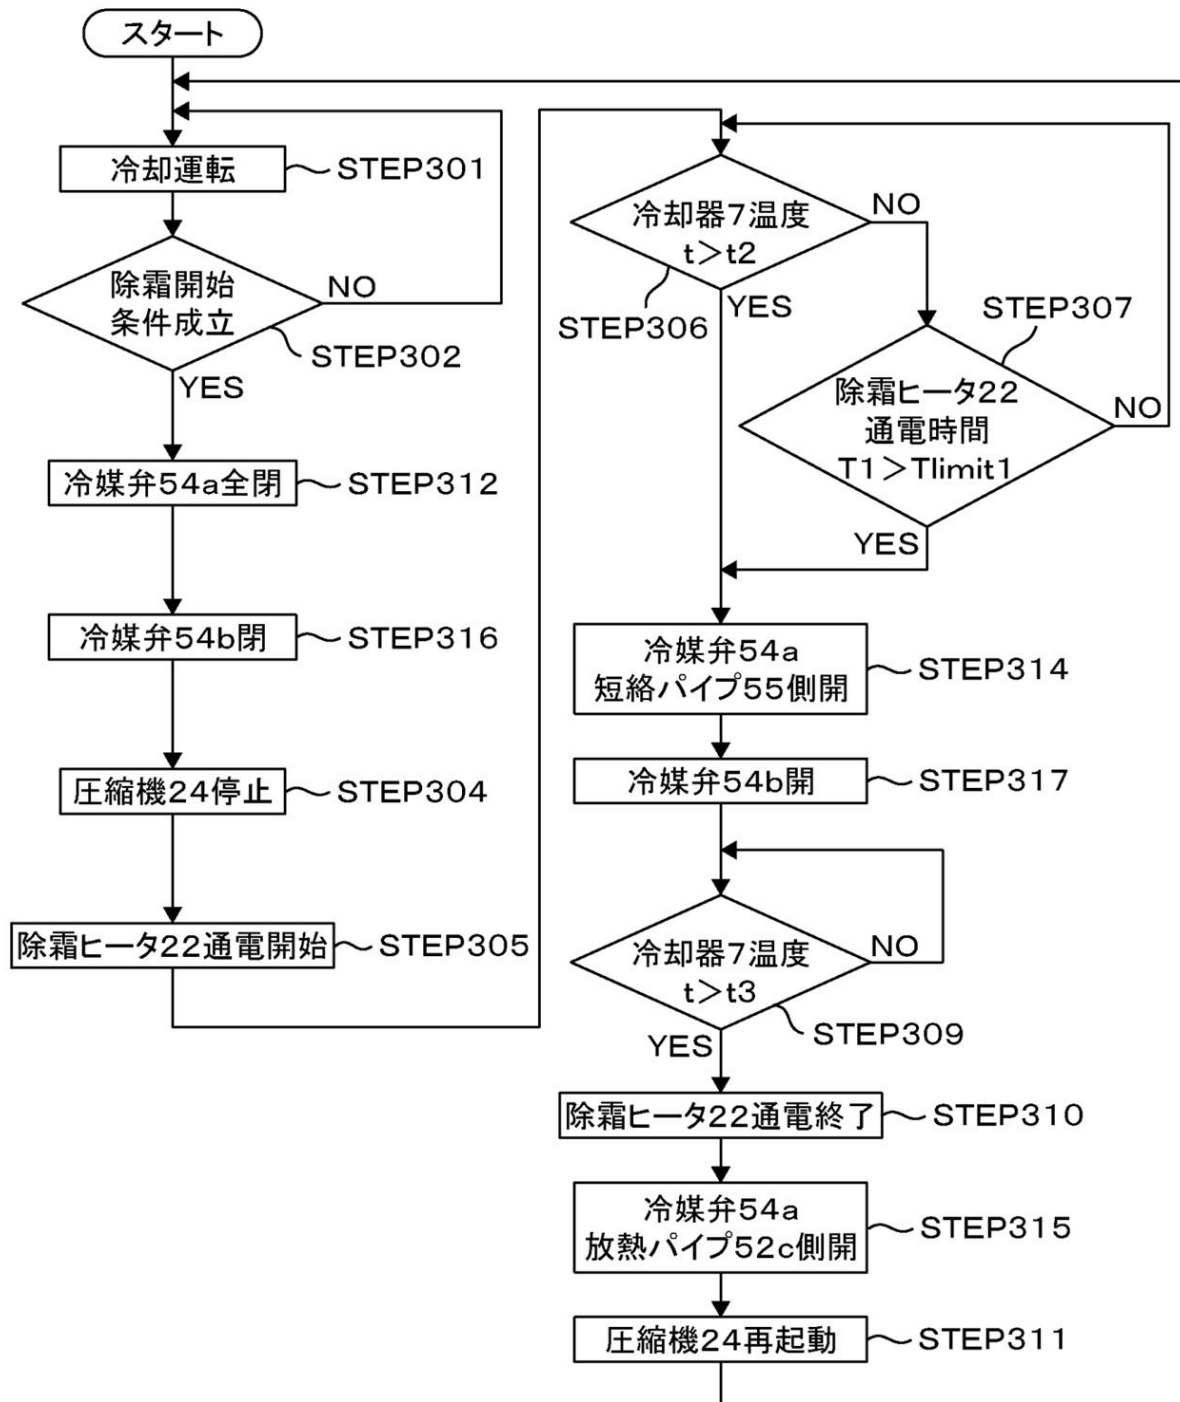 スタート
冷却運転
STEP301
除霜開始
条件成立
NO
STEP302
YES
冷媒弁54a全閉
STEP312
冷媒弁54b閉
STEP316
圧縮機24停止
STEP304
除霜ヒータ22通電開始
STEP305
冷却器7温度
t>t2
NO
STEP306
YES
STEP307
除霜ヒータ22
通電時間
T1>Tlimit1
NO
YES
冷媒弁54a
短絡パイプ55側開
STEP314
冷媒弁54b開
STEP317
冷却器7温度
t>t3
NO
STEP309
YES
除霜ヒータ22通電終了
STEP310
冷媒弁54a
放熱パイプ52c側開
STEP315
圧縮機24再起動
STEP311